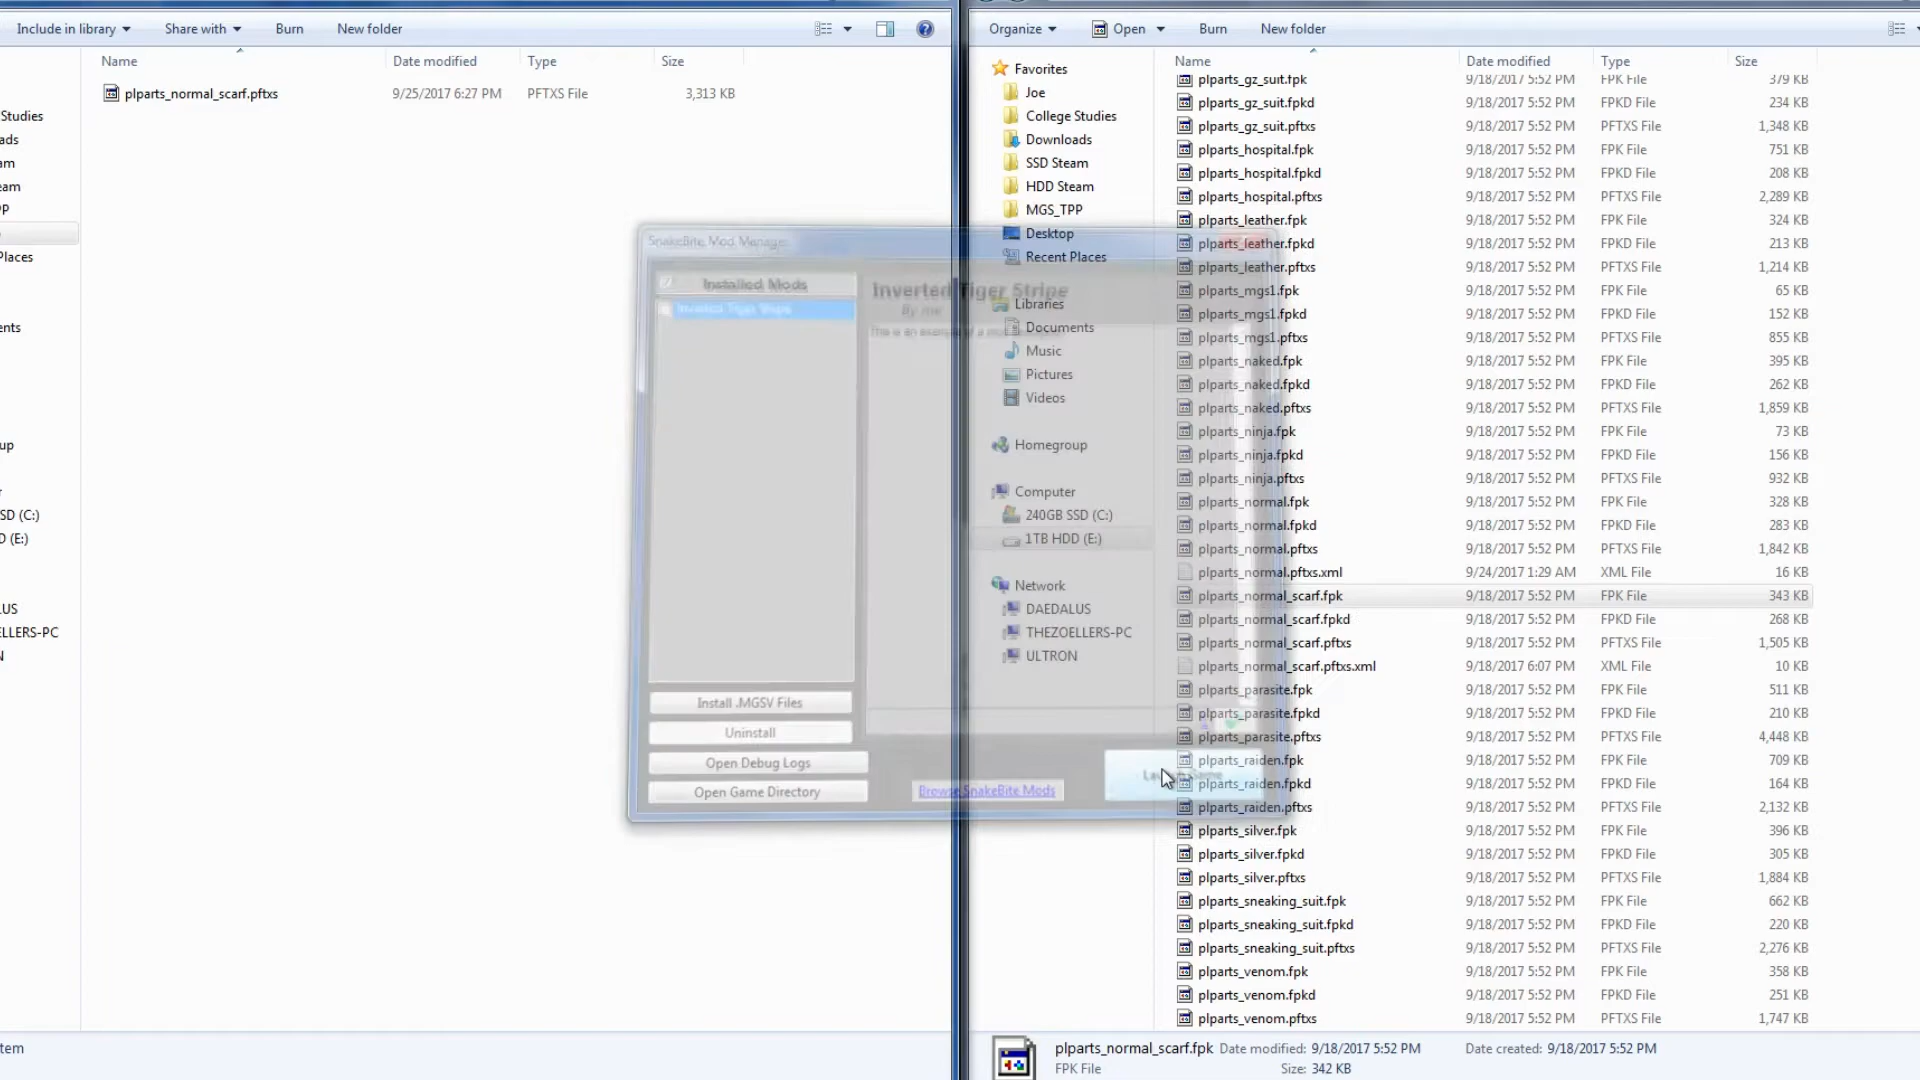 Include in library Share with Burn New folder
Name Date modified Type Size
plparts_normal_scarf.pftxs 9/25/2017 6:27 PM PFTXS File 3,313 KB
Studies
ads
am
eam
p
Places
ents
up
SD (C:)
D (E:)
LUS
ELLERS-PC
N
tem
Organize Open Burn New folder
Favorites
Joe
College Studies
Downloads
SSD Steam
HDD Steam
MGS_TPP
Desktop
Recent Places
Libraries
Documents
Music
Pictures
Videos
Homegroup
Computer
240GB SSD (C:)
1TB HDD (E:)
Network
DAEDALUS
THEZOELLERS-PC
ULTRON
Name Date modified Type Size
plparts_gz_suit.fpk 9/18/2017 5:52 PM FPK File 379 KB
plparts_gz_suit.fpkd 9/18/2017 5:52 PM FPKD File 234 KB
plparts_gz_suit.pftxs 9/18/2017 5:52 PM PFTXS File 1,348 KB
plparts_hospital.fpk 9/18/2017 5:52 PM FPK File 751 KB
plparts_hospital.fpkd 9/18/2017 5:52 PM FPKD File 208 KB
plparts_hospital.pftxs 9/18/2017 5:52 PM PFTXS File 2,289 KB
plparts_leather.fpk 9/18/2017 5:52 PM FPK File 324 KB
plparts_leather.fpkd 9/18/2017 5:52 PM FPKD File 213 KB
plparts_leather.pftxs 9/18/2017 5:52 PM PFTXS File 1,214 KB
plparts_mgs1.fpk 9/18/2017 5:52 PM FPK File 65 KB
plparts_mgs1.fpkd 9/18/2017 5:52 PM FPKD File 152 KB
plparts_mgs1.pftxs 9/18/2017 5:52 PM PFTXS File 855 KB
plparts_naked.fpk 9/18/2017 5:52 PM FPK File 395 KB
plparts_naked.fpkd 9/18/2017 5:52 PM FPKD File 262 KB
plparts_naked.pftxs 9/18/2017 5:52 PM PFTXS File 1,859 KB
plparts_ninja.fpk 9/18/2017 5:52 PM FPK File 73 KB
plparts_ninja.fpkd 9/18/2017 5:52 PM FPKD File 156 KB
plparts_ninja.pftxs 9/18/2017 5:52 PM PFTXS File 932 KB
plparts_normal.fpk 9/18/2017 5:52 PM FPK File 328 KB
plparts_normal.fpkd 9/18/2017 5:52 PM FPKD File 283 KB
plparts_normal.pftxs 9/18/2017 5:52 PM PFTXS File 1,842 KB
plparts_normal.pftxs.xml 9/24/2017 1:29 AM XML File 16 KB
plparts_normal_scarf.fpk 9/18/2017 5:52 PM FPK File 343 KB
plparts_normal_scarf.fpkd 9/18/2017 5:52 PM FPKD File 268 KB
plparts_normal_scarf.pftxs 9/18/2017 5:52 PM PFTXS File 1,505 KB
plparts_normal_scarf.pftxs.xml 9/18/2017 6:07 PM XML File 10 KB
plparts_parasite.fpk 9/18/2017 5:52 PM FPK File 511 KB
plparts_parasite.fpkd 9/18/2017 5:52 PM FPKD File 210 KB
plparts_parasite.pftxs 9/18/2017 5:52 PM PFTXS File 4,448 KB
plparts_raiden.fpk 9/18/2017 5:52 PM FPK File 709 KB
plparts_raiden.fpkd 9/18/2017 5:52 PM FPKD File 164 KB
plparts_raiden.pftxs 9/18/2017 5:52 PM PFTXS File 2,132 KB
plparts_silver.fpk 9/18/2017 5:52 PM FPK File 396 KB
plparts_silver.fpkd 9/18/2017 5:52 PM FPKD File 305 KB
plparts_silver.pftxs 9/18/2017 5:52 PM PFTXS File 1,884 KB
plparts_sneaking_suit.fpk 9/18/2017 5:52 PM FPK File 662 KB
plparts_sneaking_suit.fpkd 9/18/2017 5:52 PM FPKD File 220 KB
plparts_sneaking_suit.pftxs 9/18/2017 5:52 PM PFTXS File 2,276 KB
plparts_venom.fpk 9/18/2017 5:52 PM FPK File 358 KB
plparts_venom.fpkd 9/18/2017 5:52 PM FPKD File 251 KB
plparts_venom.pftxs 9/18/2017 5:52 PM PFTXS File 1,747 KB
plparts_normal_scarf.fpk Date modified: 9/18/2017 5:52 PM Date created: 9/18/2017 5:52 PM
FPK File Size: 342 KB
SnakeBite Mod Manager
Installed Mods
Inverted Tiger Stripe
Inverted Tiger Stripe
By me
This is an example of a
Install .MGSV Files
Uninstall
Open Debug Logs
Open Game Directory
Browse SnakeBite Mods
Game